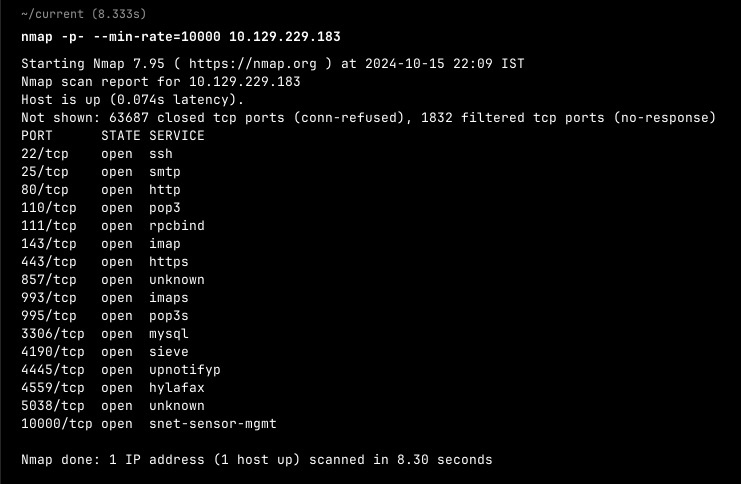 ~/current (8.333s)
nmap -p- --min-rate=10000 10.129.229.183
Starting Nmap 7.95 ( https://nmap.org ) at 2024-10-15 22:09 IST
Nmap scan report for 10.129.229.183
Host is up (0.074s latency).
Not shown: 63687 closed tcp ports (conn-refused), 1832 filtered tcp ports (no-response)
PORT      STATE SERVICE
22/tcp    open  ssh
25/tcp    open  smtp
80/tcp    open  http
110/tcp   open  pop3
111/tcp   open  rpcbind
143/tcp   open  imap
443/tcp   open  https
857/tcp   open  unknown
993/tcp   open  imaps
995/tcp   open  pop3s
3306/tcp  open  mysql
4190/tcp  open  sieve
4445/tcp  open  upnotifyp
4559/tcp  open  hylafax
5038/tcp  open  unknown
10000/tcp open  snet-sensor-mgmt
Nmap done: 1 IP address (1 host up) scanned in 8.30 seconds